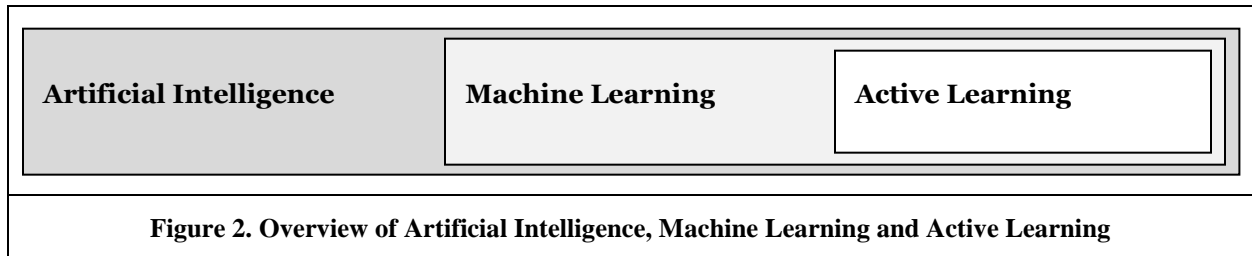 Artificial Intelligence
Machine Learning
Active Learning
Figure 2. Overview of Artificial Intelligence, Machine Learning and Active Learning